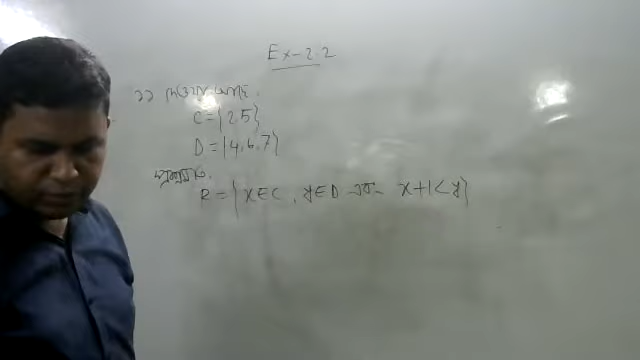 Ex-2.2
১১ দেওয়া আছে,
C={2,5}
D={4,6,7}
R={x∈C, y∈D এবং x+1<y}